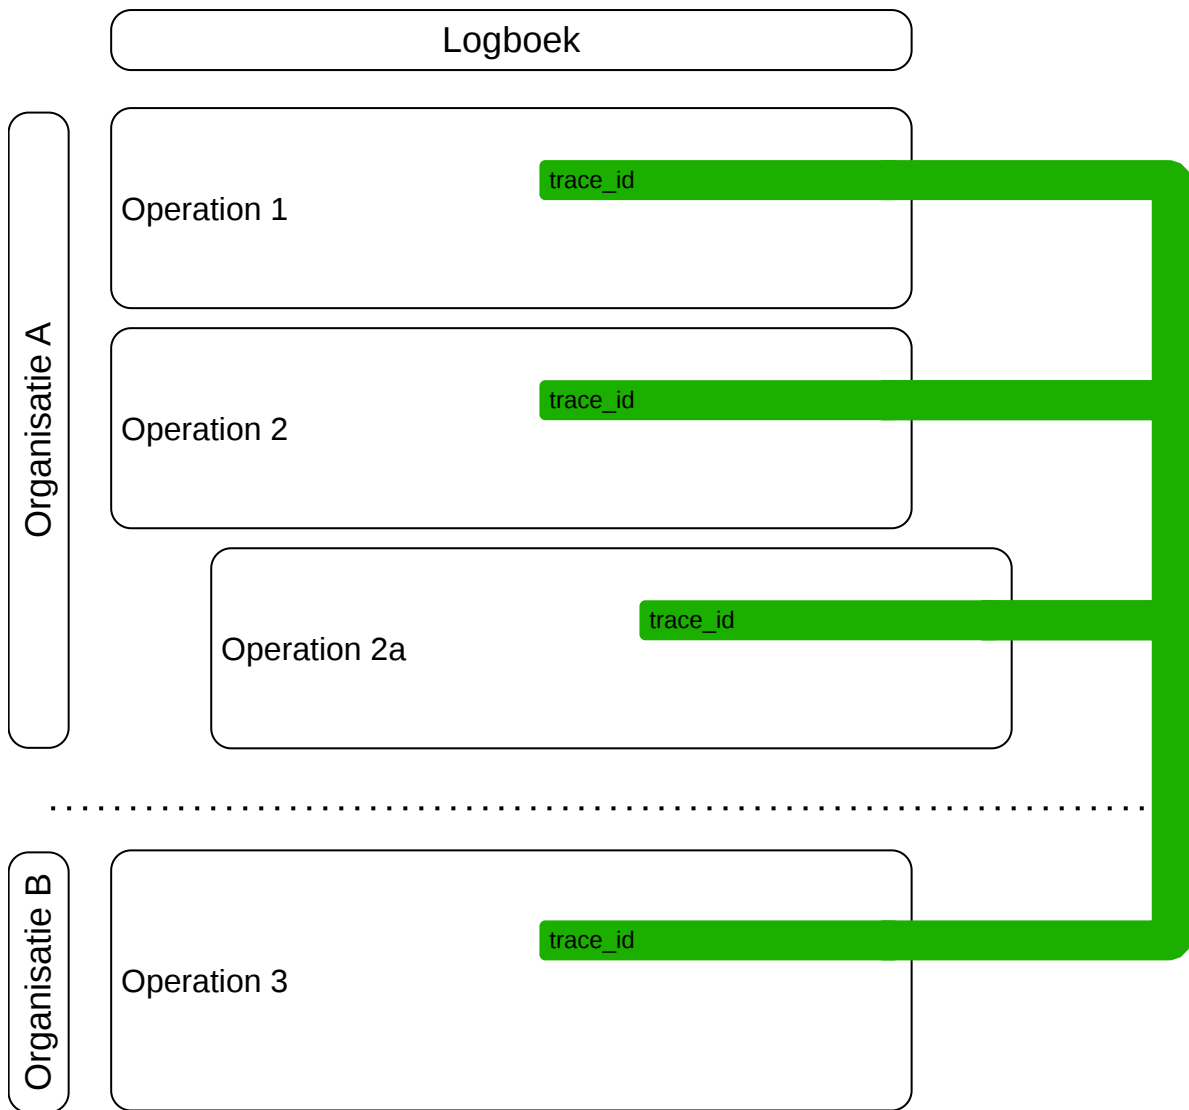 Logboek
Organisatie A
Operation 1
trace_id
Operation 2
trace_id
Operation 2a
trace_id
Organisatie B
Operation 3
trace_id